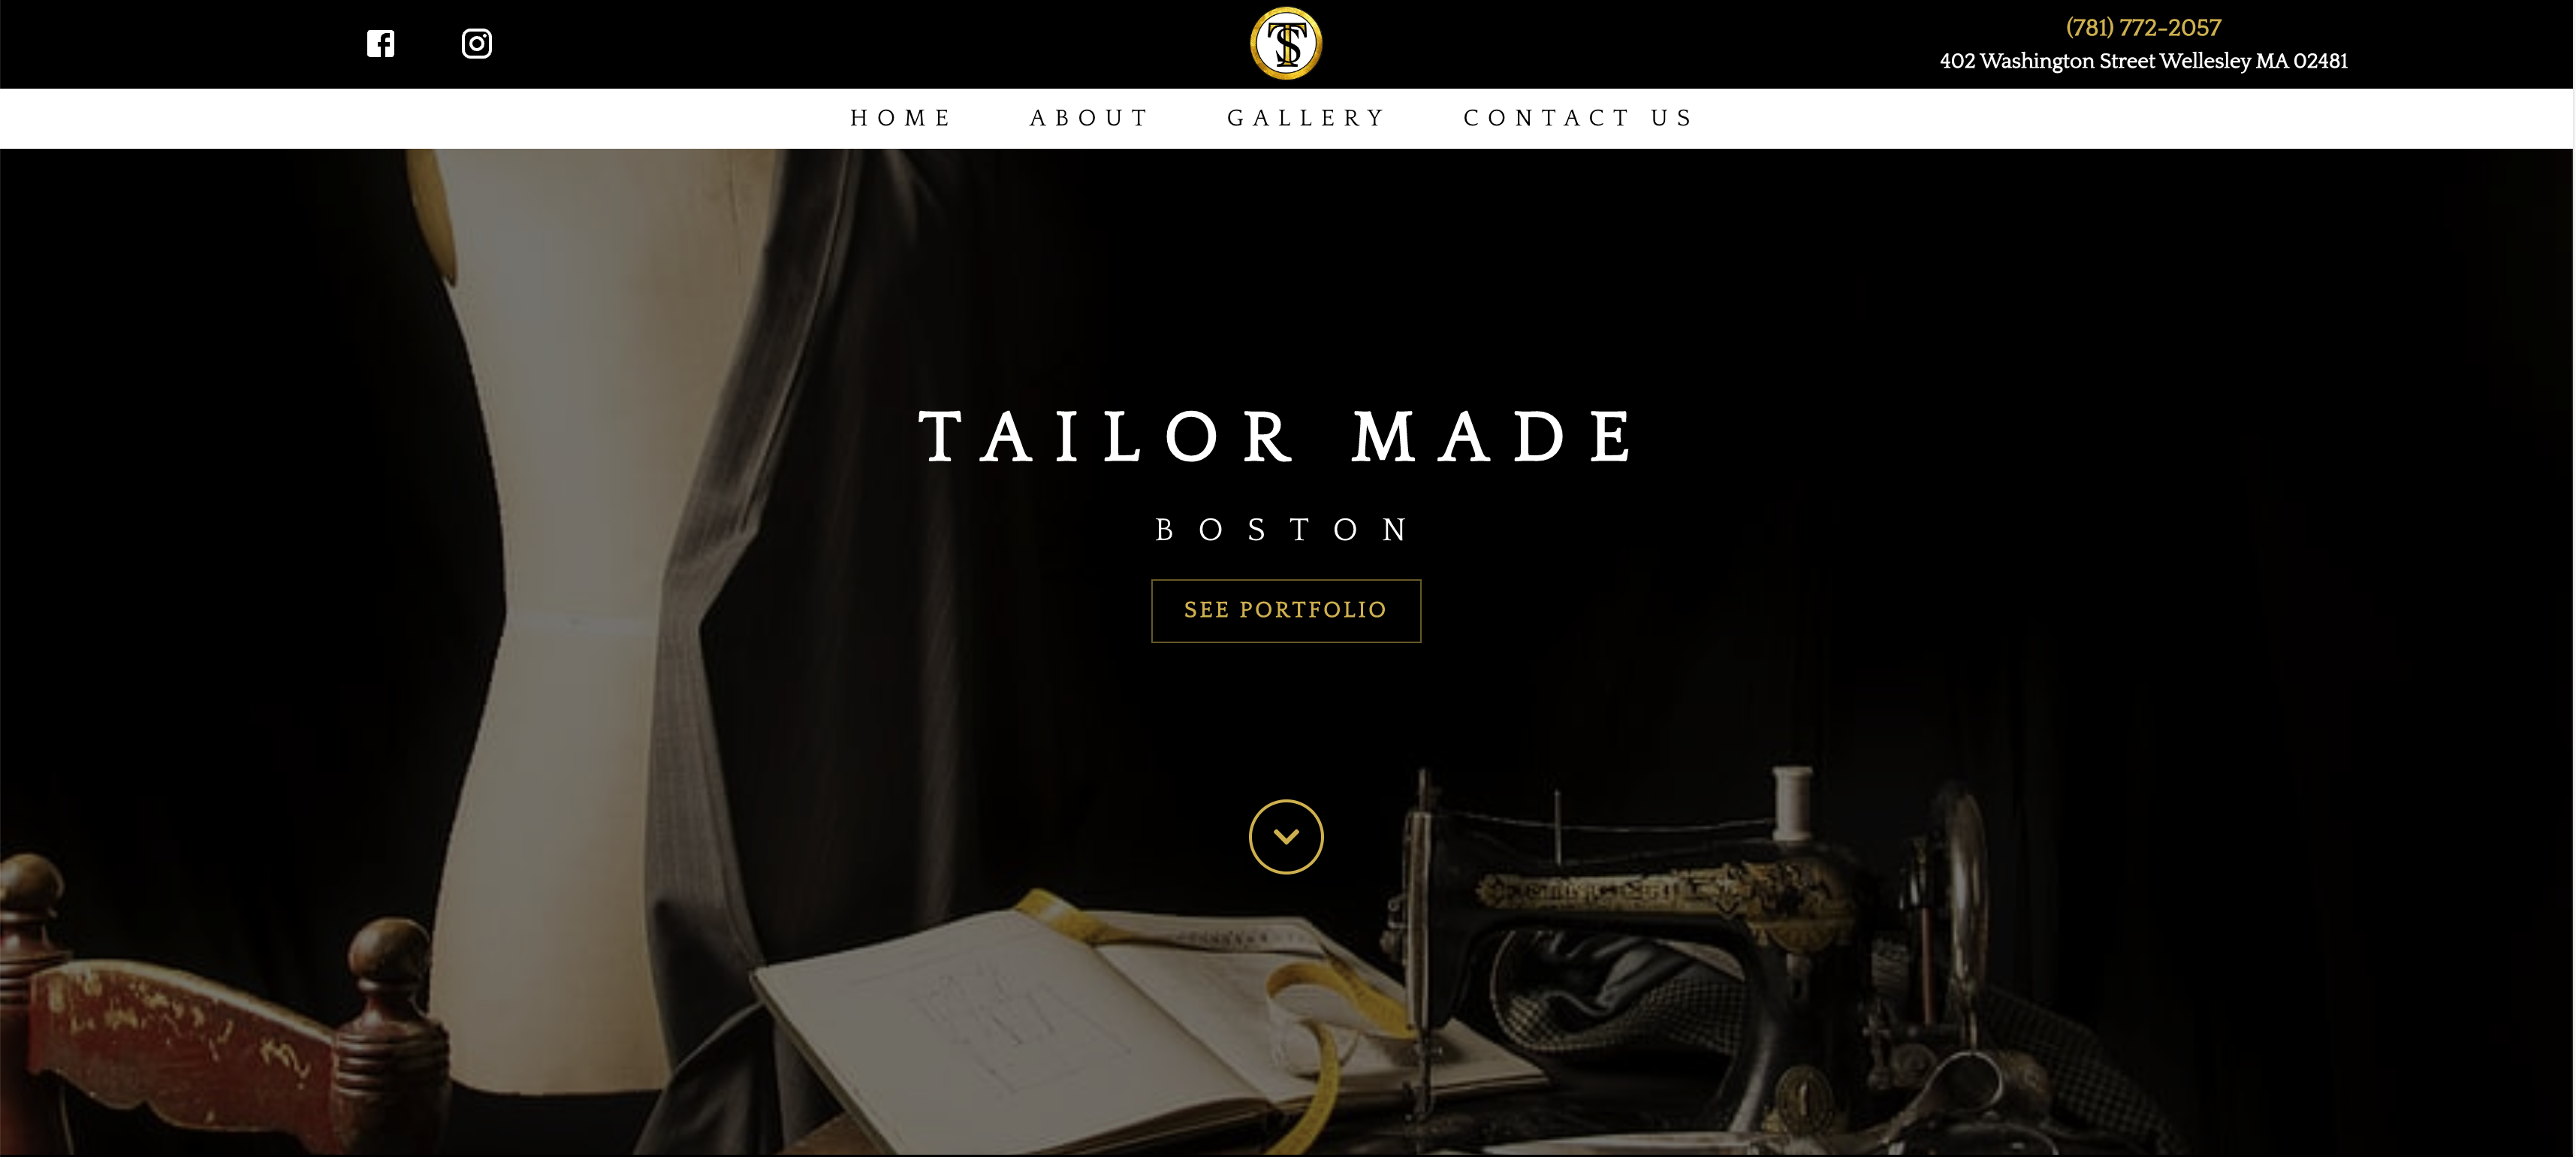 TS
(781) 772-2057
402 Washington Street Wellesley MA 02481
HOME ABOUT GALLERY CONTACT US
TAILOR MADE
BOSTON
SEE PORTFOLIO